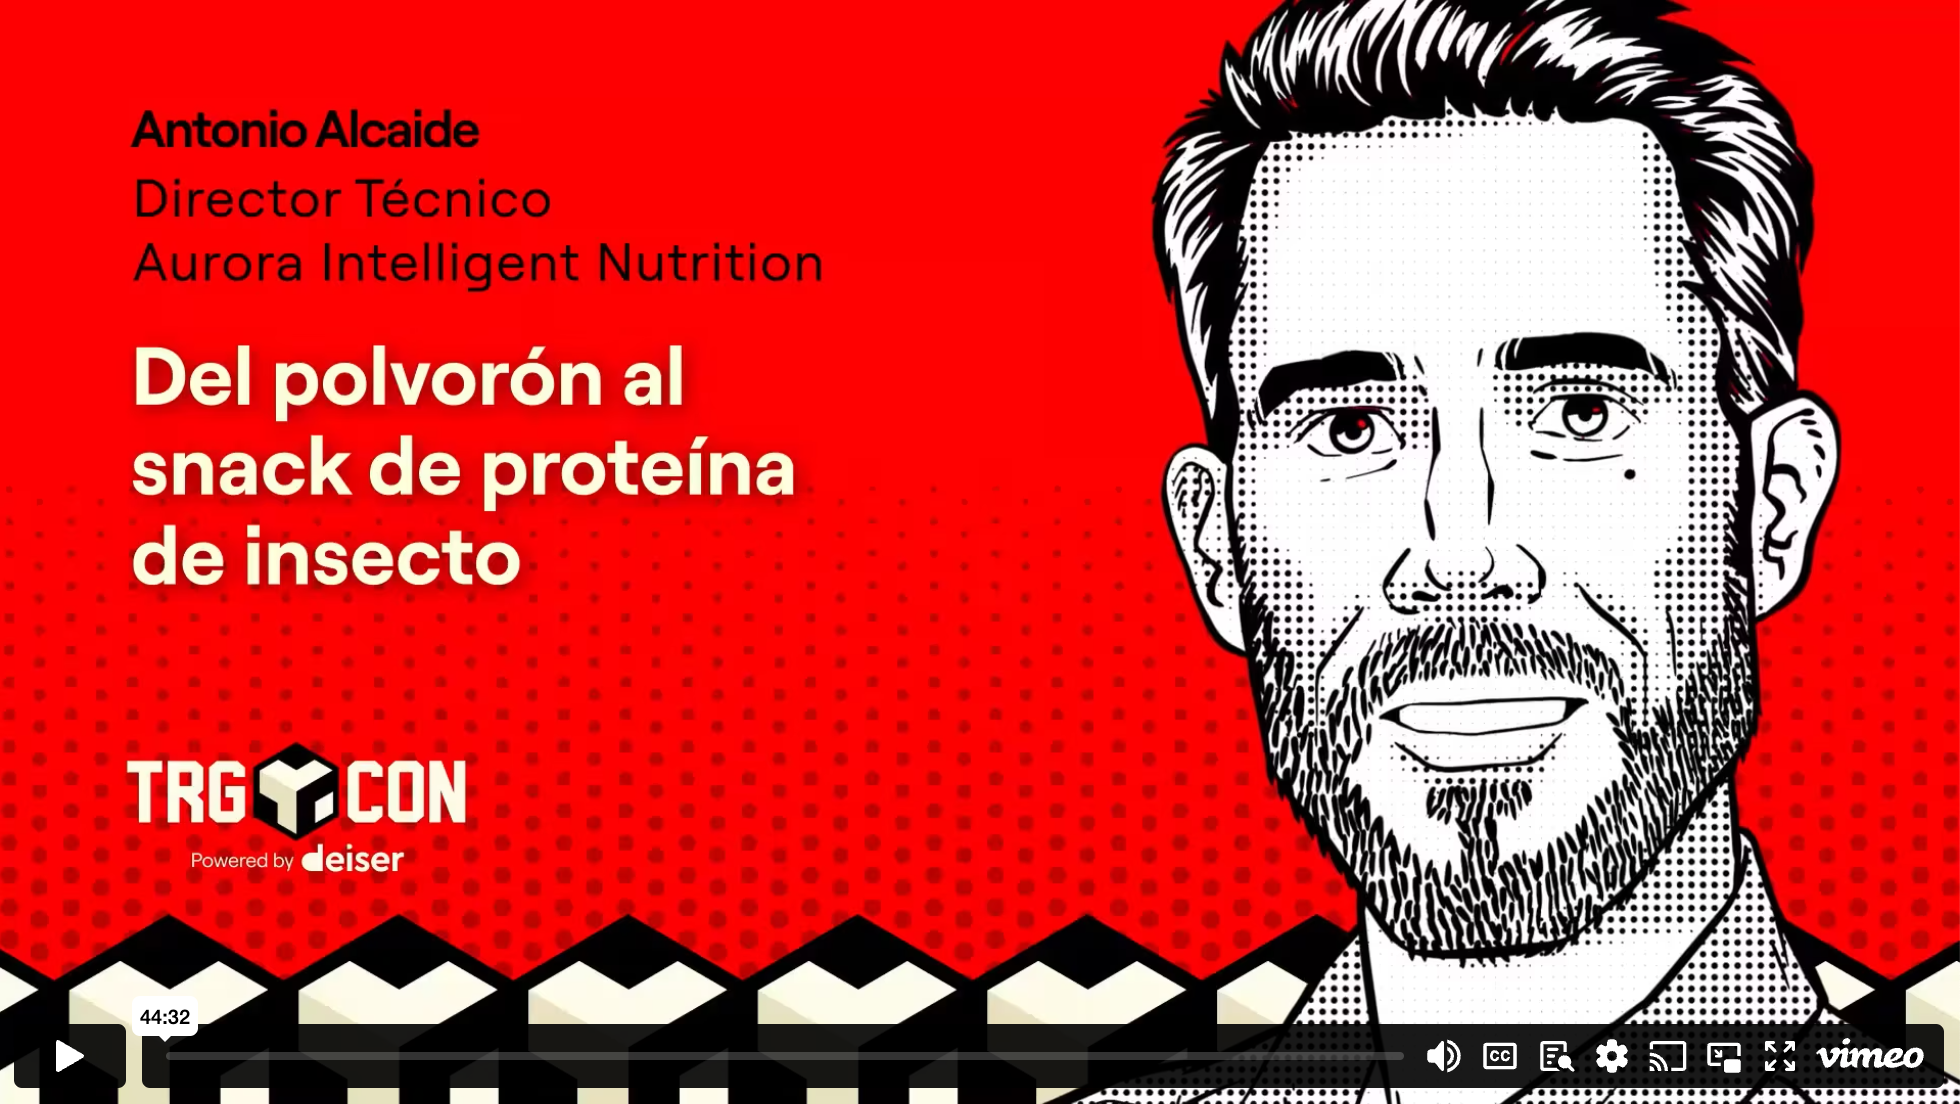 Antonio Alcaide
Director Técnico
Aurora Intelligent Nutrition
Del polvorón al
snack de proteína
de insecto
TRG CON
Powered by deiser
44:32
CC
vimeo